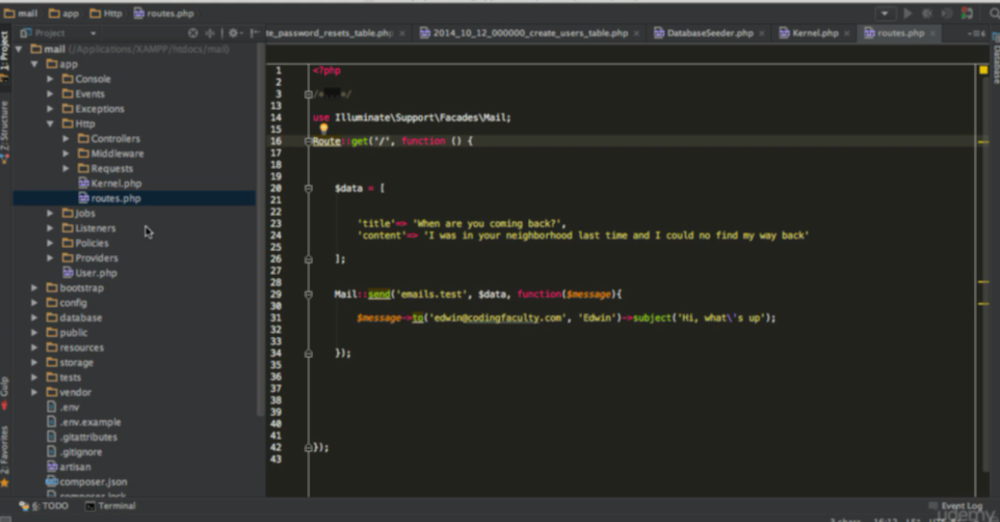 mail app Http routes.php
1: Project
Project
te_password_resets_table.php
2014_10_12_000000_create_users_table.php
DatabaseSeeder.php
Kernel.php
routes.php
6
Database
mail (/Applications/XAMPP/htdocs/mail)
app
Console
Events
Exceptions
Http
Controllers
Middleware
Requests
Kernel.php
routes.php
Jobs
Listeners
Policies
Providers
User.php
bootstrap
config
database
public
resources
storage
tests
vendor
.env
.env.example
.gitattributes
.gitignore
artisan
composer.json
composer.lock
Z: Structure
Gulp
2: Favorites
1 <?php
2
3 /*...*/
13
14 use Illuminate\Support\Facades\Mail;
15
16 Route::get('/', function () {
17
18
19
20 $data = [
21
22
23 'title'=> 'When are you coming back?',
24 'content'=> 'I was in your neighborhood last time and I could no find my way back'
25
26 ];
27
28
29 Mail::send('emails.test', $data, function($message){
30
31 $message->to('edwin@codingfaculty.com', 'Edwin')->subject('Hi, what\'s up');
32
33
34 });
35
36
37
38
39
40
41
42 });
43
6: TODO
Terminal
Event Log
udemy